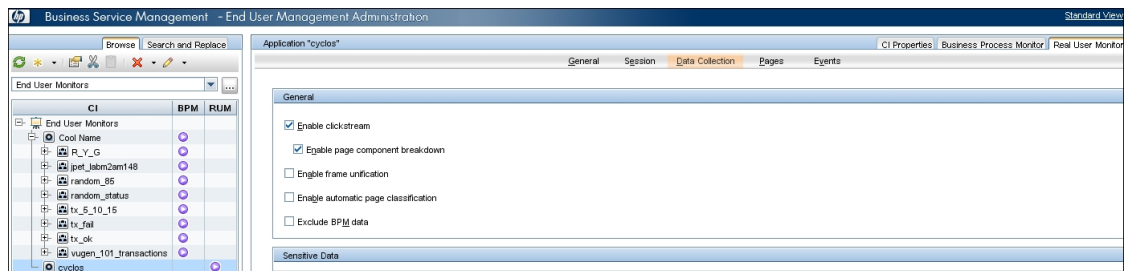 hp Business Service Management - End User Management Administration
Standard View
Browse Search and Replace
Application "cyclos"
CI Properties Business Process Monitor Real User Monitor
General Session Data Collection Pages Events
End User Monitors
...
CI BPM RUM
End User Monitors
Cool Name
R_Y_G
jpet_labm2am148
random_85
random_status
tx_5_10_15
tx_fail
tx_ok
vugen_101_transactions
cyclos
General
Enable clickstream
Enable page component breakdown
Enable frame unification
Enable automatic page classification
Exclude BPM data
Sensitive Data